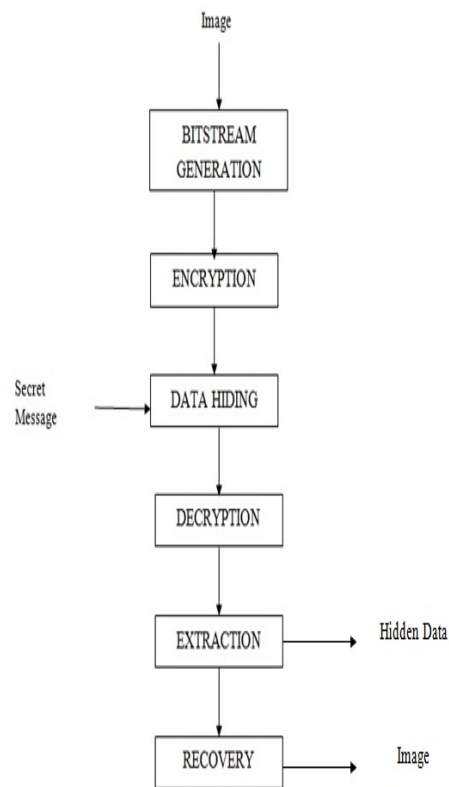 Image
BITSTREAM
GENERATION
ENCRYPTION
Secret
Message
DATA HIDING
DECRYPTION
EXTRACTION
Hidden Data
RECOVERY
Image